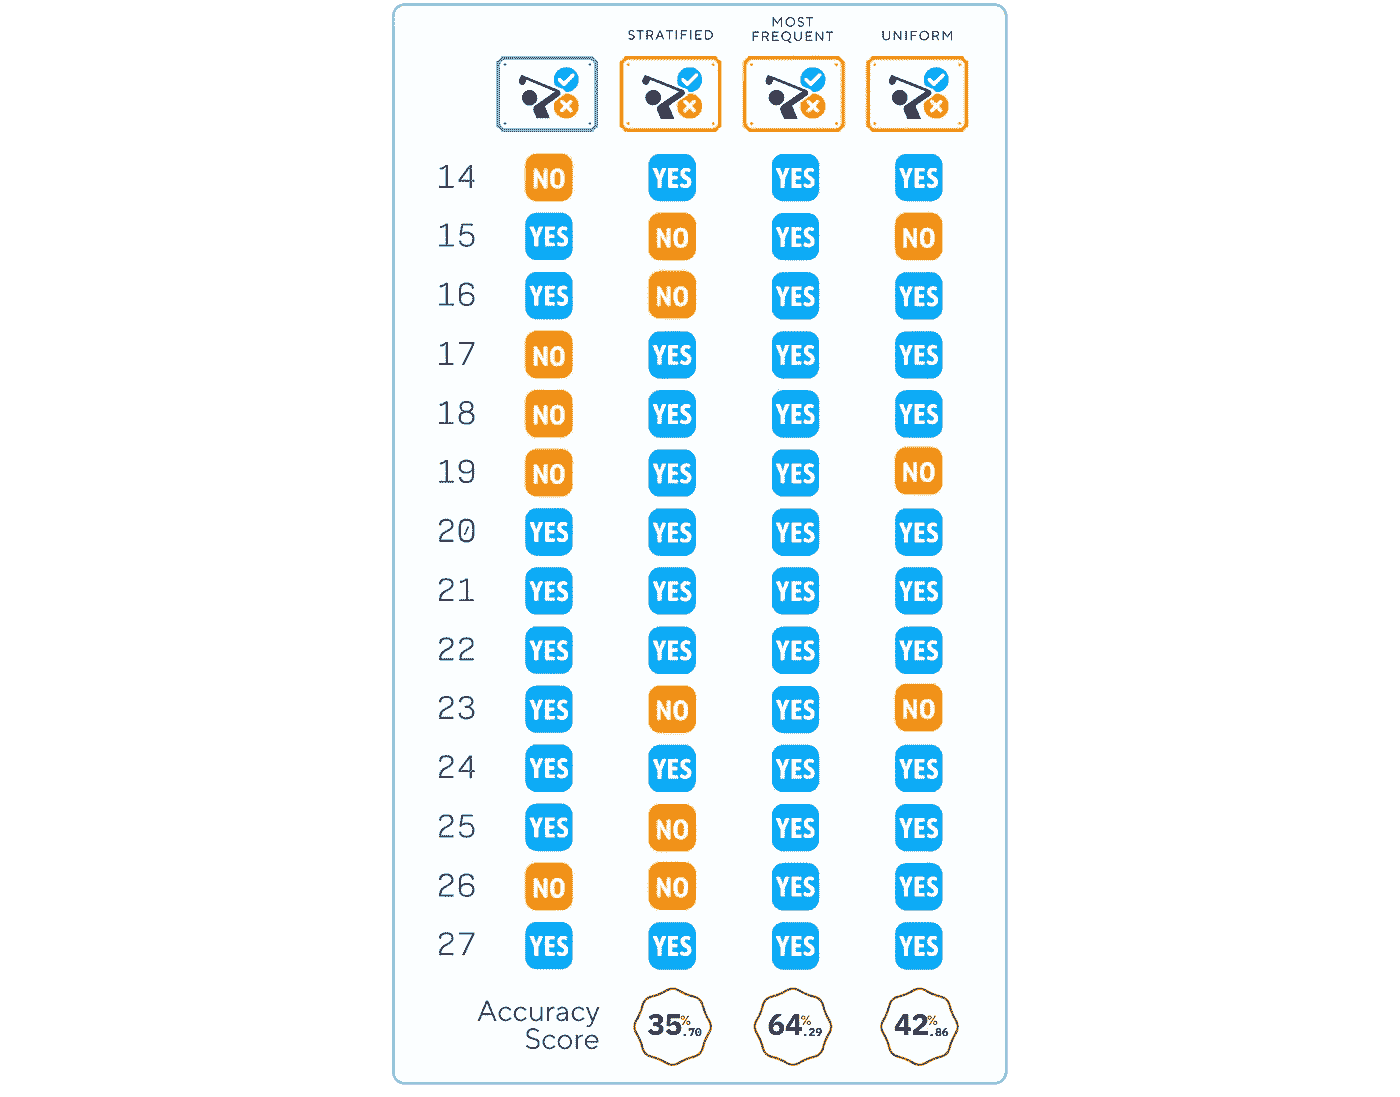 STRATIFIED
MOST
FREQUENT
UNIFORM
14 NO YES YES YES
15 YES NO YES NO
16 YES NO YES YES
17 NO YES YES YES
18 NO YES YES YES
19 NO YES YES NO
20 YES YES YES YES
21 YES YES YES YES
22 YES YES YES YES
23 YES NO YES NO
24 YES YES YES YES
25 YES NO YES YES
26 NO NO YES YES
27 YES YES YES YES
Accuracy
Score
35%.70 64%.29 42%.86